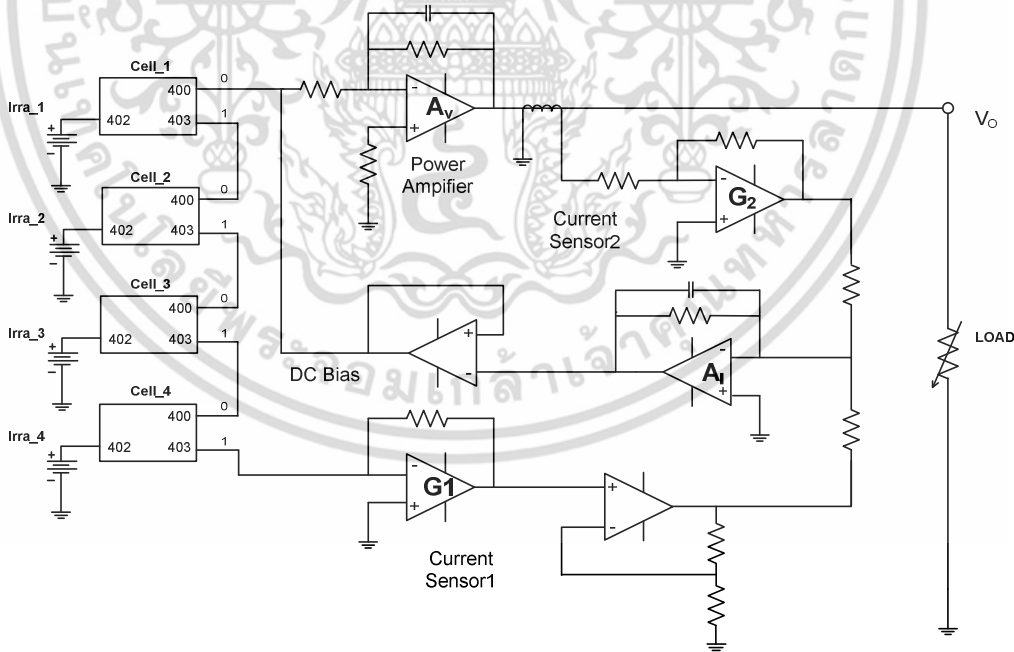 Cell_1
Irra_1
402
400
403
0
1
Cell_2
Irra_2
402
400
403
0
1
Cell_3
Irra_3
402
400
403
0
1
Cell_4
Irra_4
402
400
403
0
1
- Av +
Power
Ampifier
Current
Sensor2
- G2 +
VO
LOAD
DC Bias
+ -
- AI +
- G1 +
Current
Sensor1
+ -